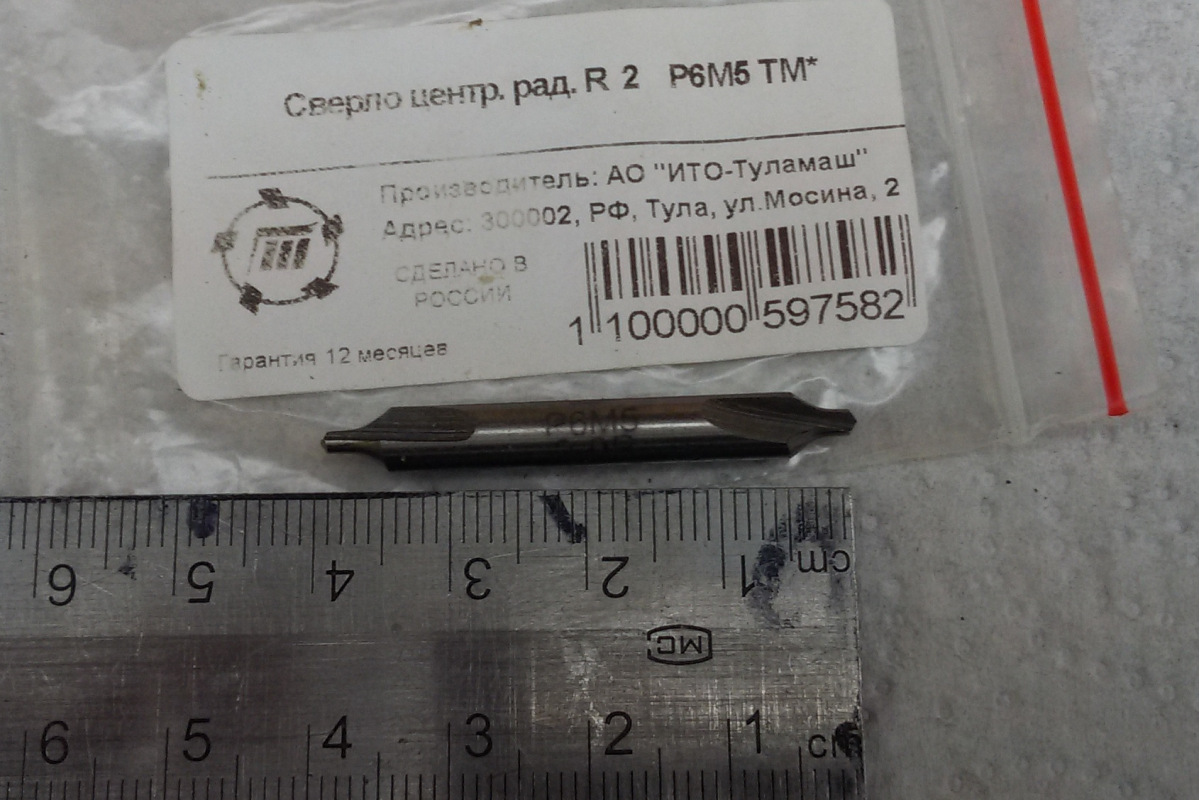 Сверло центр. рад. R 2 Р6М5 ТМ*
Производитель: АО "ИТО-Туламаш"
Адрес: 300002, РФ, Тула, ул.Мосина, 2
СДЕЛАНО В
РОССИИ
1 100000 597582
Гарантия 12 месяцев
Р6М5
6 5 4 3 2 1 cm
МС
6 5 4 3 2 1 cm